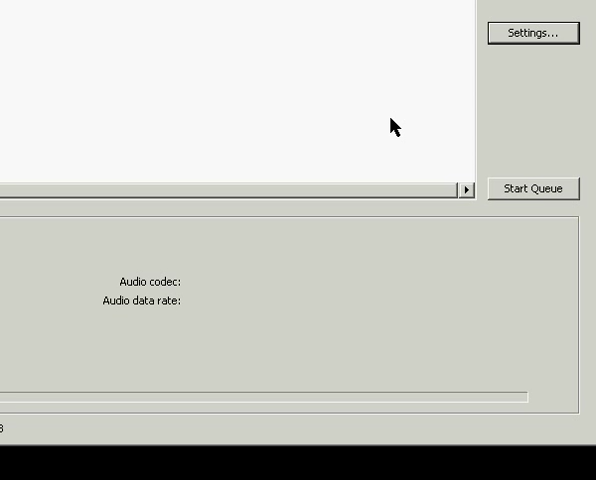 Settings...
Start Queue
Audio codec:
Audio data rate: